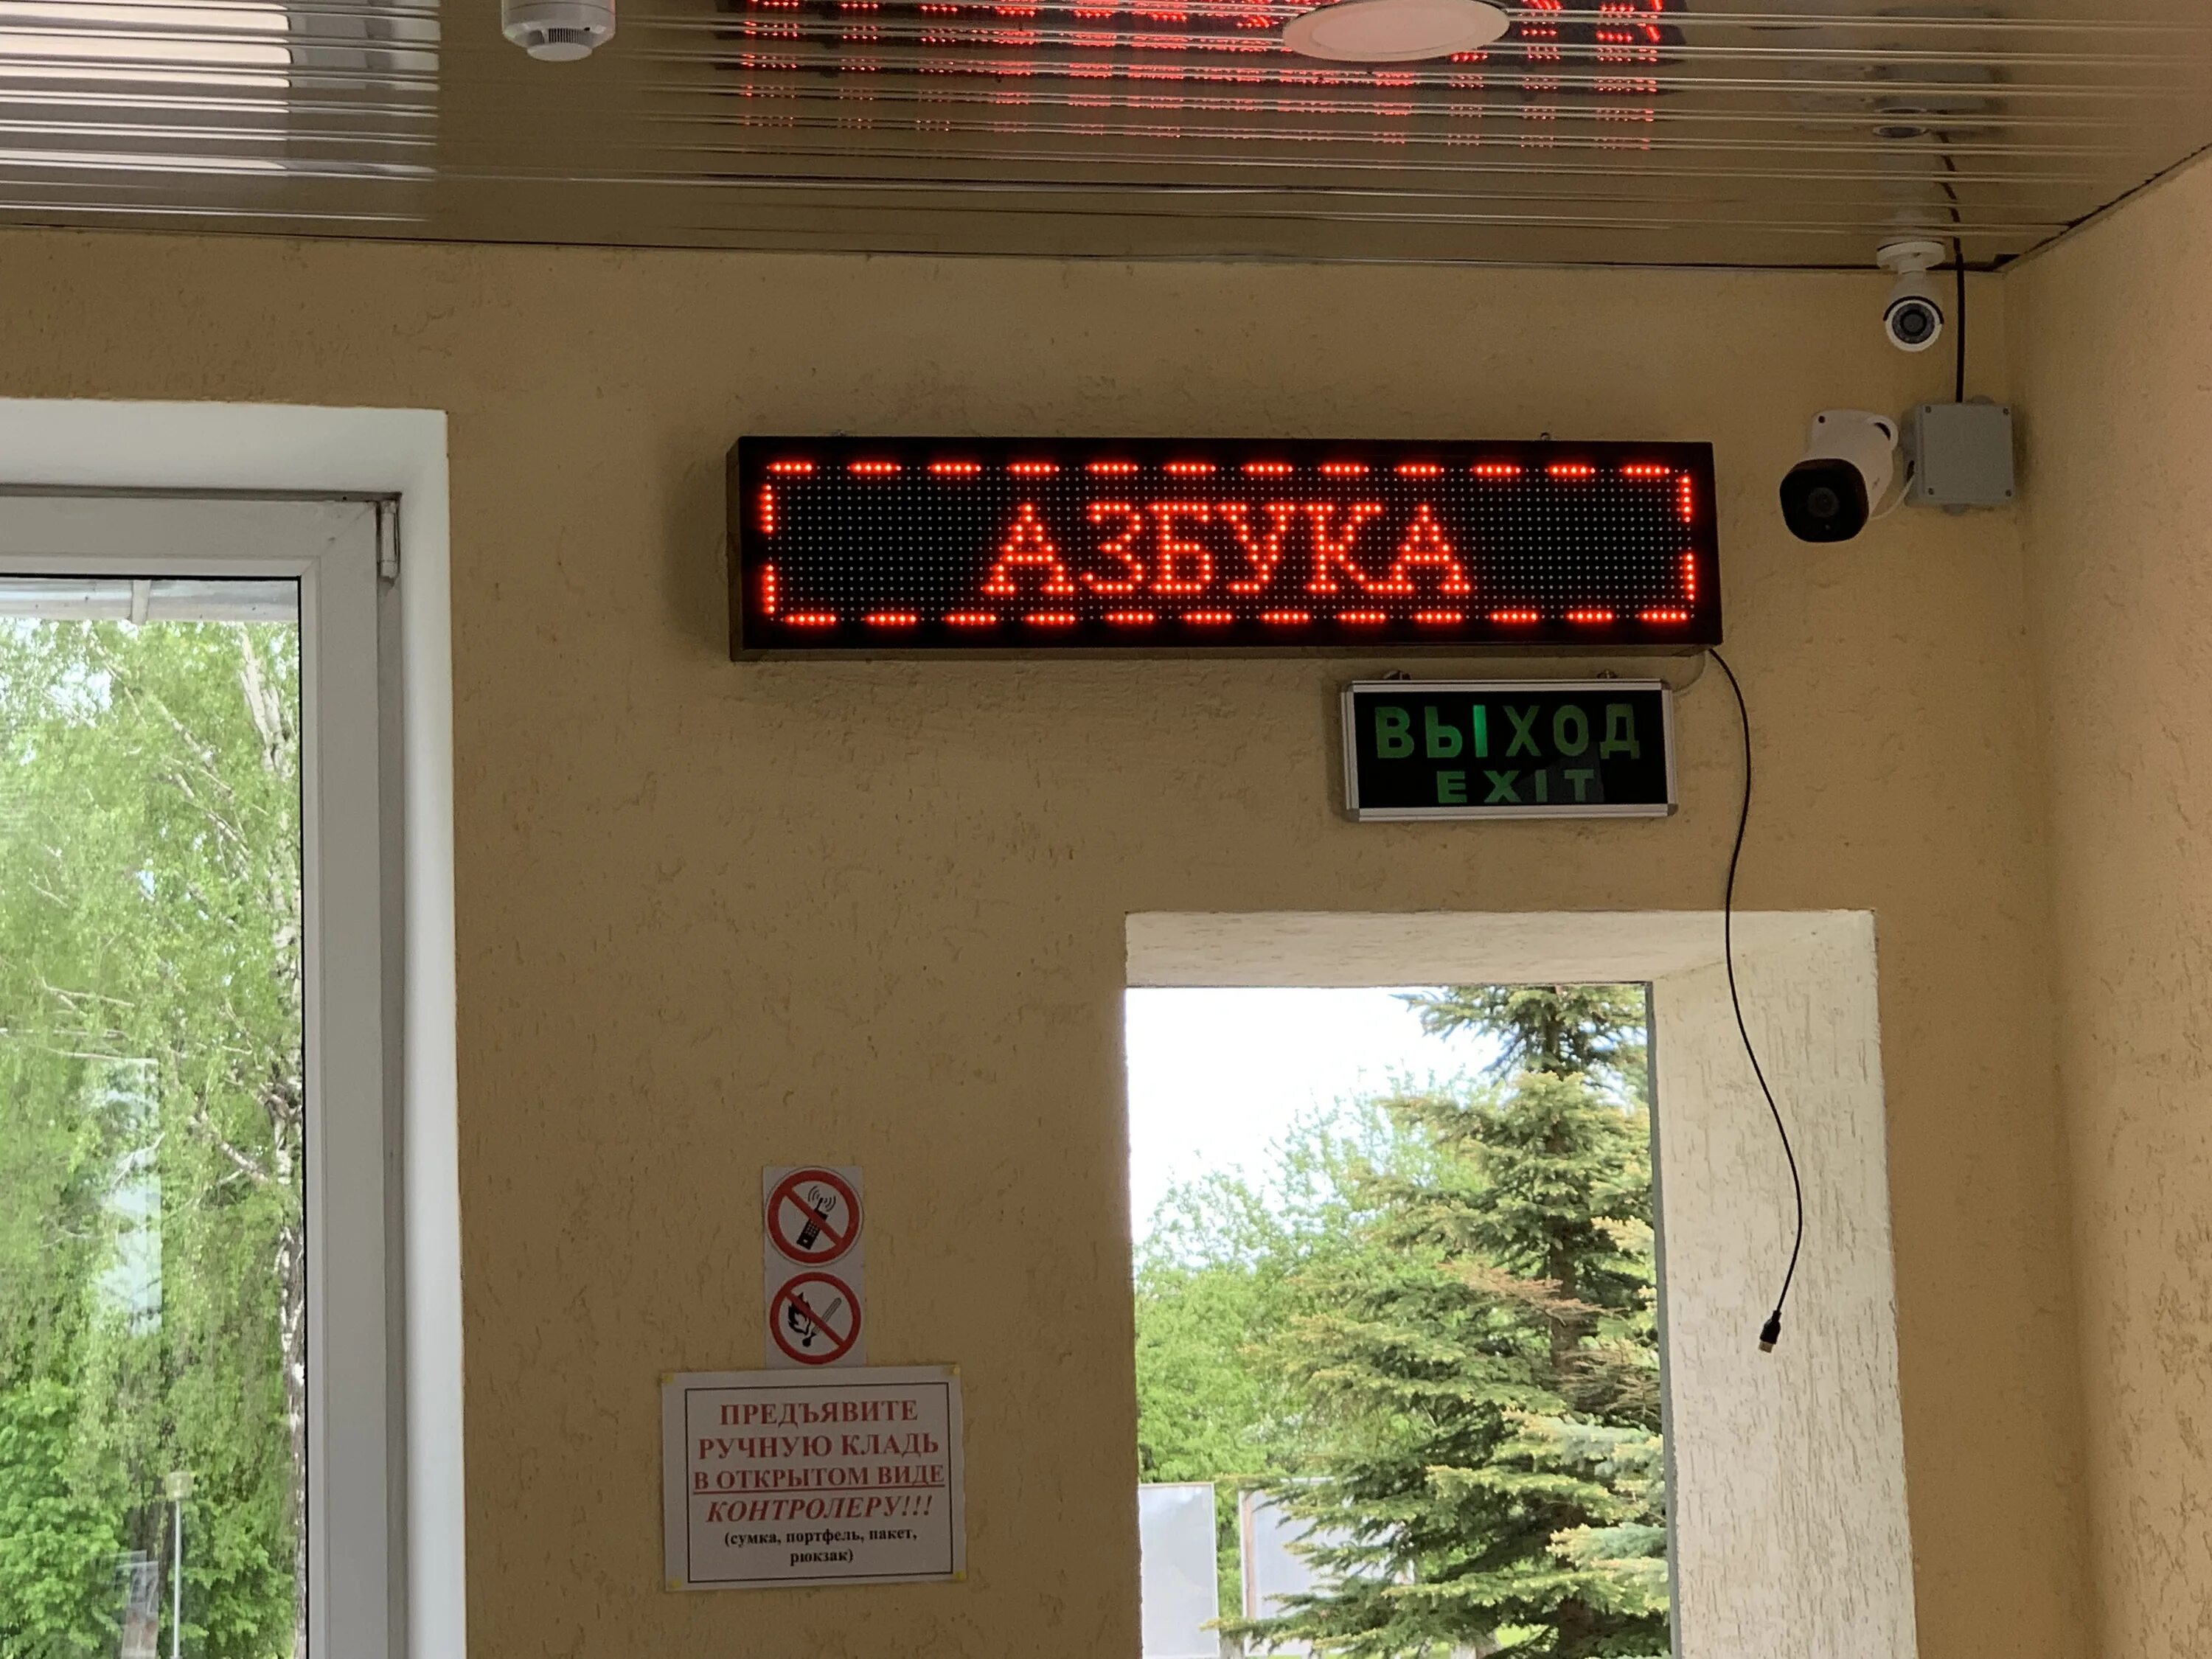 АЗБУКА
ВЫХОД
EXIT
ПРЕДЪЯВИТЕ
РУЧНУЮ КЛАДЬ
В ОТКРЫТОМ ВИДЕ
КОНТРОЛЕРУ!!!
(сумка, портфель, пакет,
рюкзак)